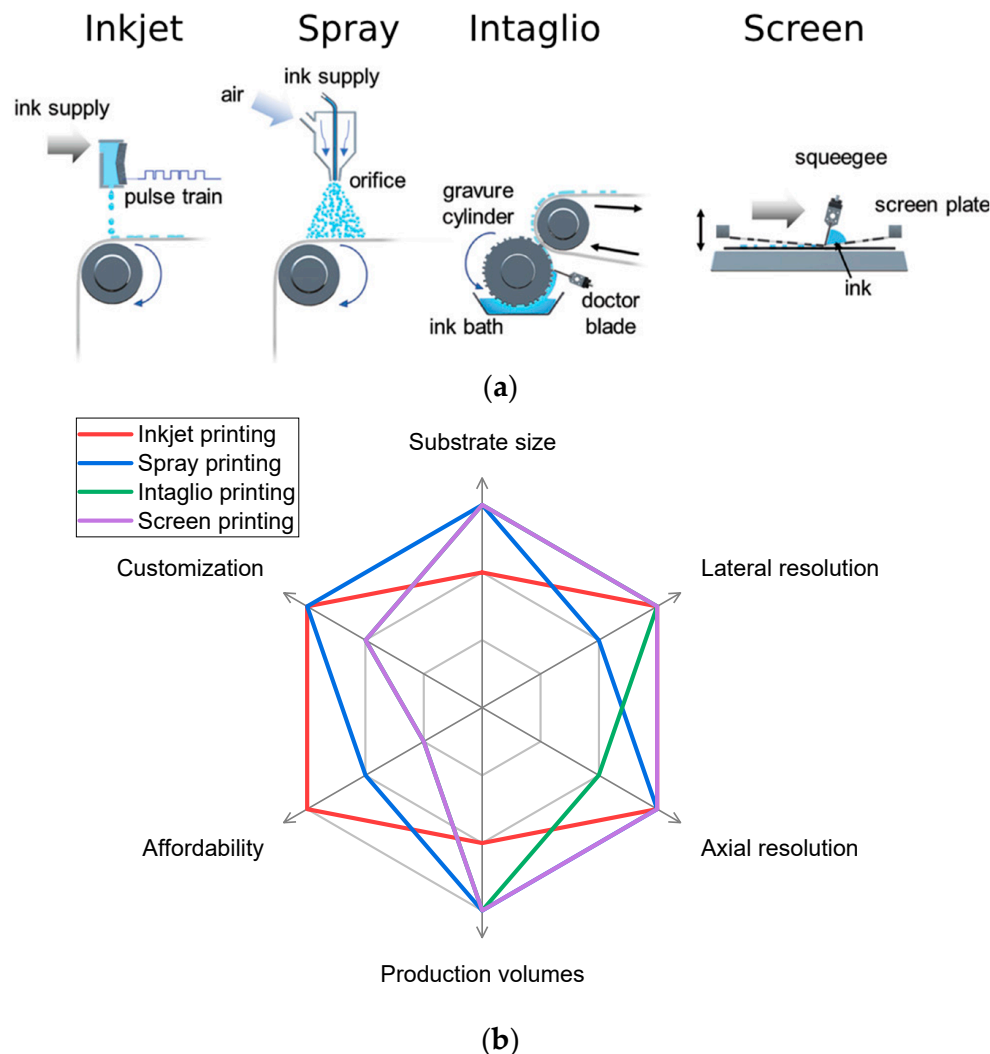 Inkjet
Spray
Intaglio
Screen
ink supply
pulse train
ink supply
air
orifice
gravure
cylinder
ink bath
doctor
blade
squeegee
screen plate
ink
(a)
Inkjet printing
Spray printing
Intaglio printing
Screen printing
Substrate size
Customization
Lateral resolution
Affordability
Axial resolution
Production volumes
(b)